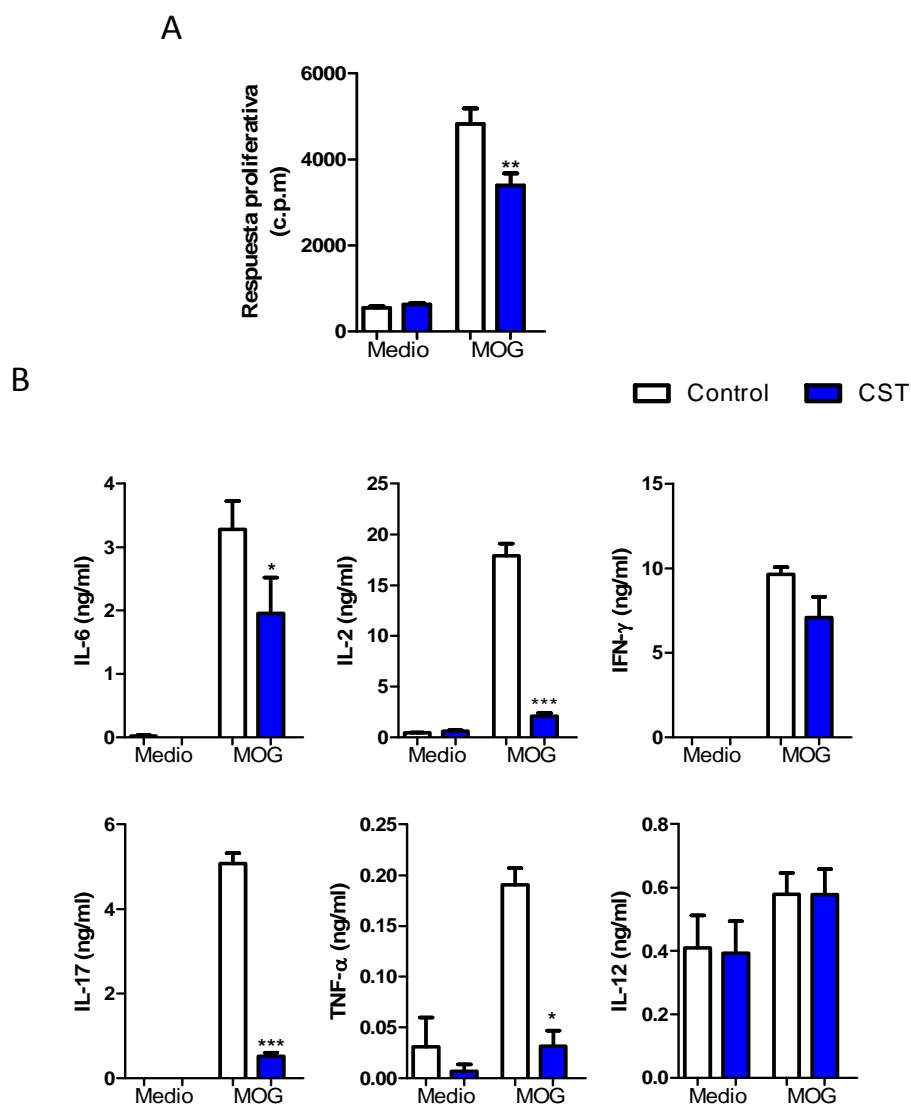 A
Respuesta proliferativa
(c.p.m)
6000
4000
2000
0
Medio
MOG
**
B
Control
CST
IL-6 (ng/ml)
4
3
2
1
0
Medio
MOG
*
IL-2 (ng/ml)
25
20
15
10
5
0
Medio
MOG
***
IFN-γ (ng/ml)
15
10
5
0
Medio
MOG
IL-17 (ng/ml)
6
4
2
0
Medio
MOG
***
TNF-α (ng/ml)
0.25
0.20
0.15
0.10
0.05
0.00
Medio
MOG
*
IL-12 (ng/ml)
0.8
0.6
0.4
0.2
0.0
Medio
MOG